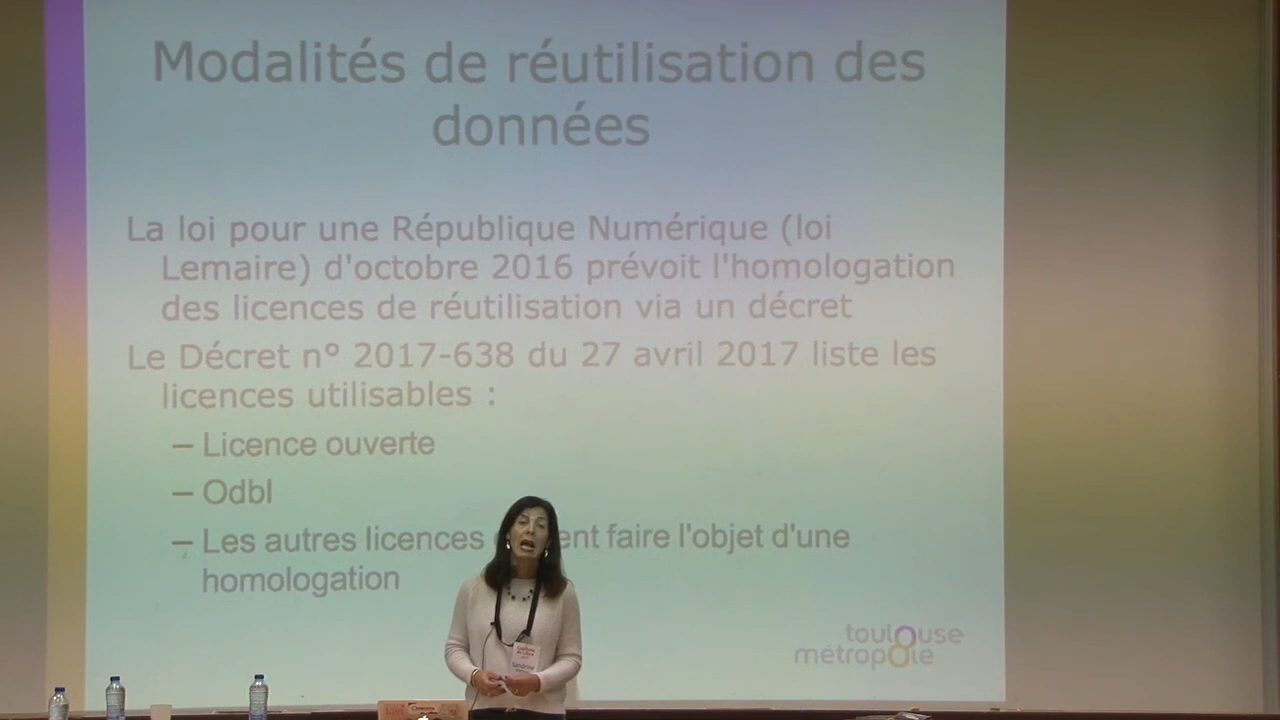 Modalités de réutilisation des
données
La loi pour une République Numérique (loi
Lemaire) d'octobre 2016 prévoit l'homologation
des licences de réutilisation via un décret
Le Décret n° 2017-638 du 27 avril 2017 liste les
licences utilisables :
– Licence ouverte
– Odbl
– Les autres licences ent faire l'objet d'une
homologation
toulouse
métropole